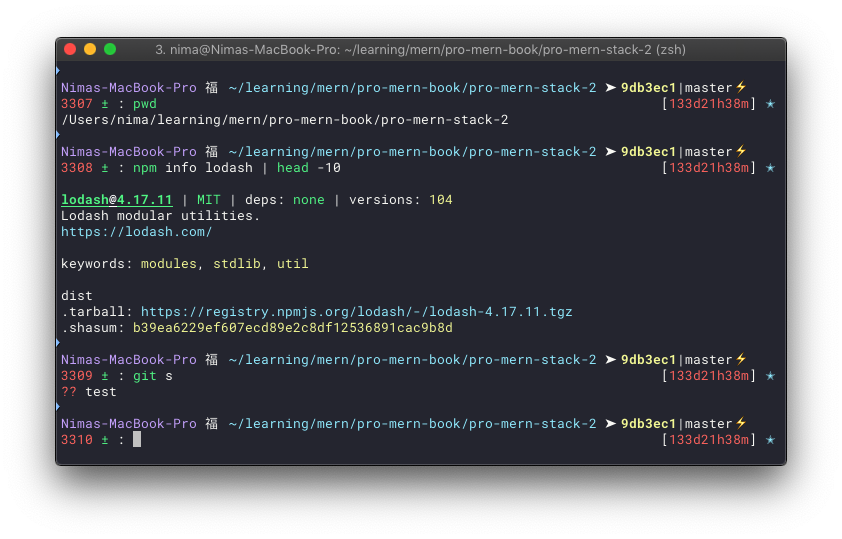 3. nima@Nimas-MacBook-Pro: ~/learning/mern/pro-mern-book/pro-mern-stack-2 (zsh)
Nimas-MacBook-Pro 福 ~/learning/mern/pro-mern-book/pro-mern-stack-2 ➤ 9db3ec1|master⚡
3307 ± : pwd [133d21h38m] ✭
/Users/nima/learning/mern/pro-mern-book/pro-mern-stack-2
Nimas-MacBook-Pro 福 ~/learning/mern/pro-mern-book/pro-mern-stack-2 ➤ 9db3ec1|master⚡
3308 ± : npm info lodash | head -10 [133d21h38m] ✭
lodash@4.17.11 | MIT | deps: none | versions: 104
Lodash modular utilities.
https://lodash.com/
keywords: modules, stdlib, util
dist
.tarball: https://registry.npmjs.org/lodash/-/lodash-4.17.11.tgz
.shasum: b39ea6229ef607ecd89e2c8df12536891cac9b8d
Nimas-MacBook-Pro 福 ~/learning/mern/pro-mern-book/pro-mern-stack-2 ➤ 9db3ec1|master⚡
3309 ± : git s [133d21h38m] ✭
?? test
Nimas-MacBook-Pro 福 ~/learning/mern/pro-mern-book/pro-mern-stack-2 ➤ 9db3ec1|master⚡
3310 ± : [133d21h38m] ✭